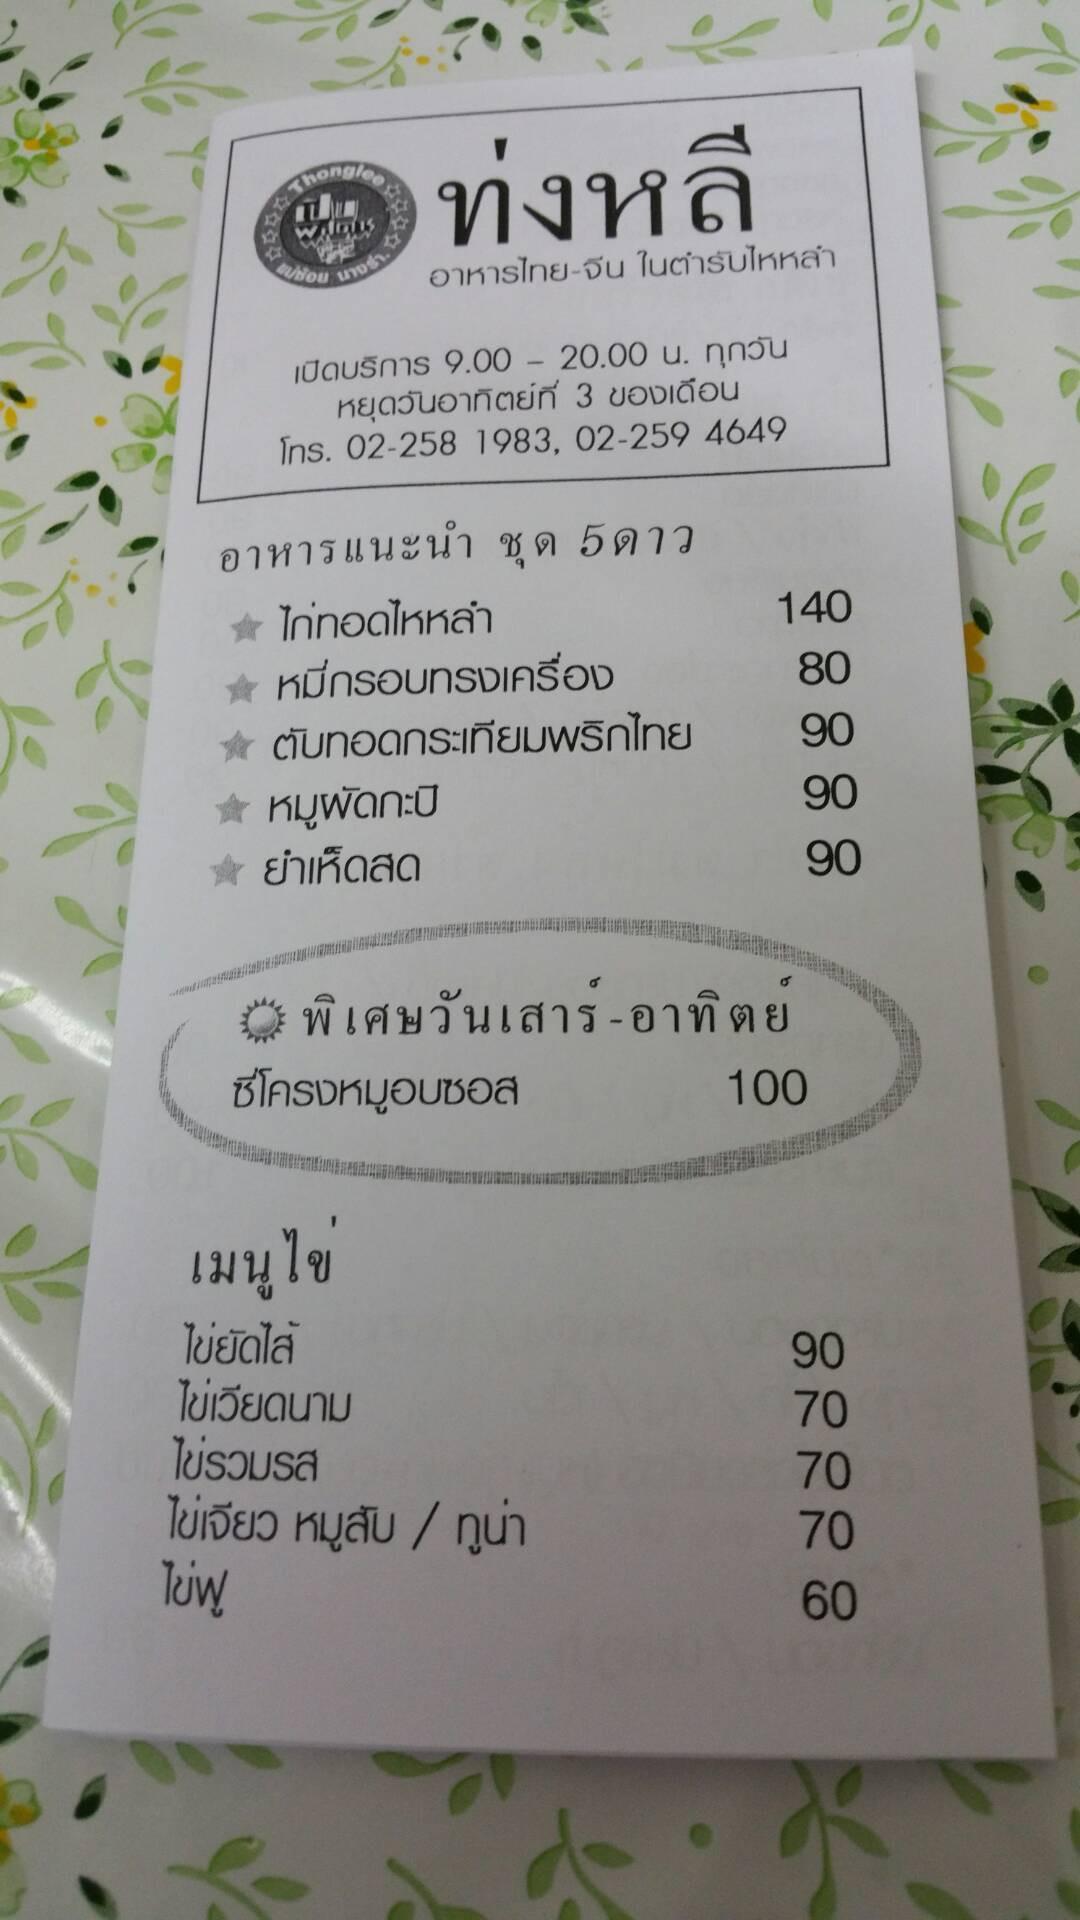 Thonglee
ท่งหลี
อาหารไทย-จีน ในตำรับไหหลำ
เปิดบริการ 9.00 – 20.00 น. ทุกวัน
หยุดวันอาทิตย์ที่ 3 ของเดือน
โทร. 02-258 1983, 02-259 4649
อาหารแนะนำ ชุด 5ดาว
ไก่ทอดไหหลำ 140
หมี่กรอบทรงเครื่อง 80
ตับทอดกระเทียมพริกไทย 90
หมูผัดกะปิ 90
ยำเห็ดสด 90
พิเศษวันเสาร์-อาทิตย์
ซี่โครงหมูอบซอส 100
เมนูไข่
ไข่ยัดไส้ 90
ไข่เวียดนาม 70
ไข่รวมรส 70
ไข่เจียว หมูสับ / ทูน่า 70
ไข่ฟู 60